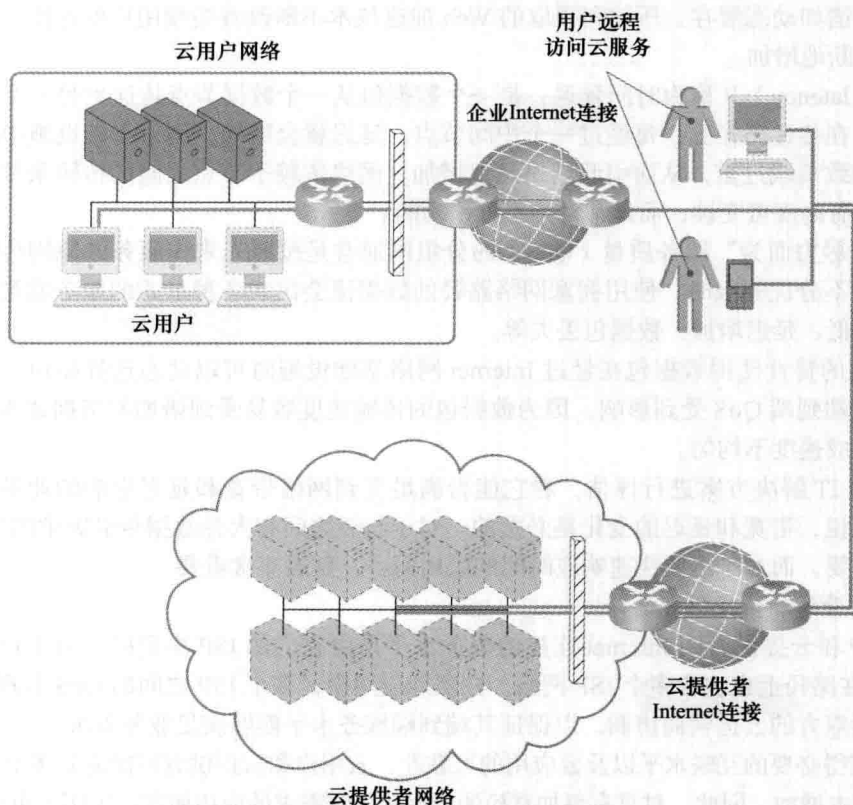 云用户网络
用户远程
访问云服务
企业Internet连接
云用户
云提供者
Internet连接
云提供者网络